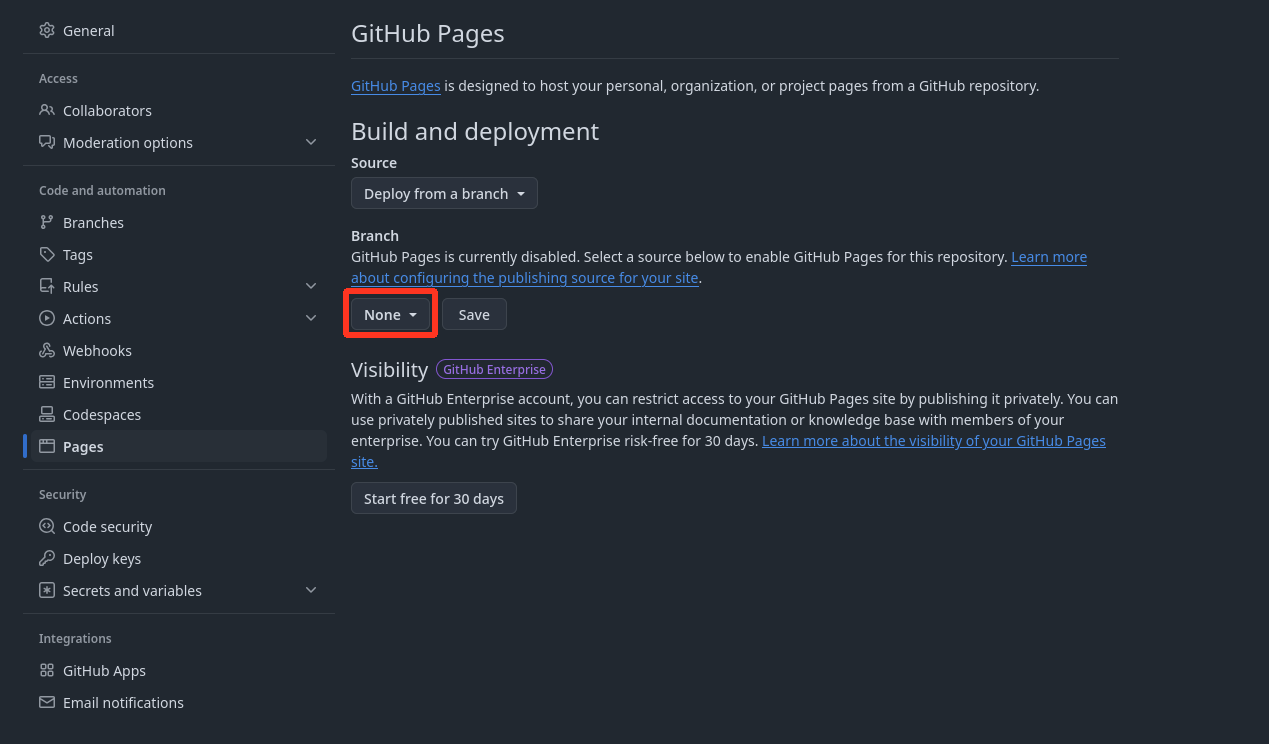 General
Access
Collaborators
Moderation options
Code and automation
Branches
Tags
Rules
Actions
Webhooks
Environments
Codespaces
Pages
Security
Code security
Deploy keys
Secrets and variables
Integrations
GitHub Apps
Email notifications
GitHub Pages
GitHub Pages is designed to host your personal, organization, or project pages from a GitHub repository.
Build and deployment
Source
Deploy from a branch
Branch
GitHub Pages is currently disabled. Select a source below to enable GitHub Pages for this repository. Learn more
about configuring the publishing source for your site.
None Save
Visibility GitHub Enterprise
With a GitHub Enterprise account, you can restrict access to your GitHub Pages site by publishing it privately. You can
use privately published sites to share your internal documentation or knowledge base with members of your
enterprise. You can try GitHub Enterprise risk-free for 30 days. Learn more about the visibility of your GitHub Pages
site.
Start free for 30 days